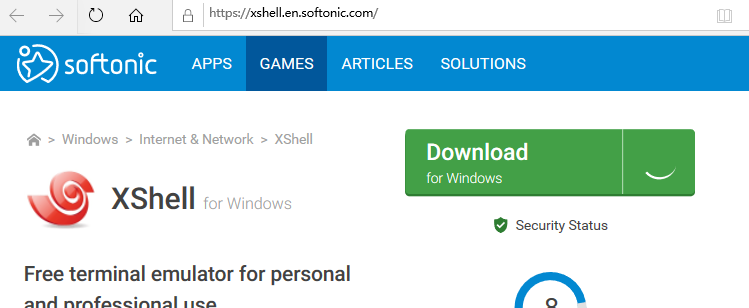 https://xshell.en.softonic.com/
softonic APPS GAMES ARTICLES SOLUTIONS
> Windows > Internet & Network > XShell
Download
for Windows
XShell for Windows
Security Status
Free terminal emulator for personal
and professional use
8